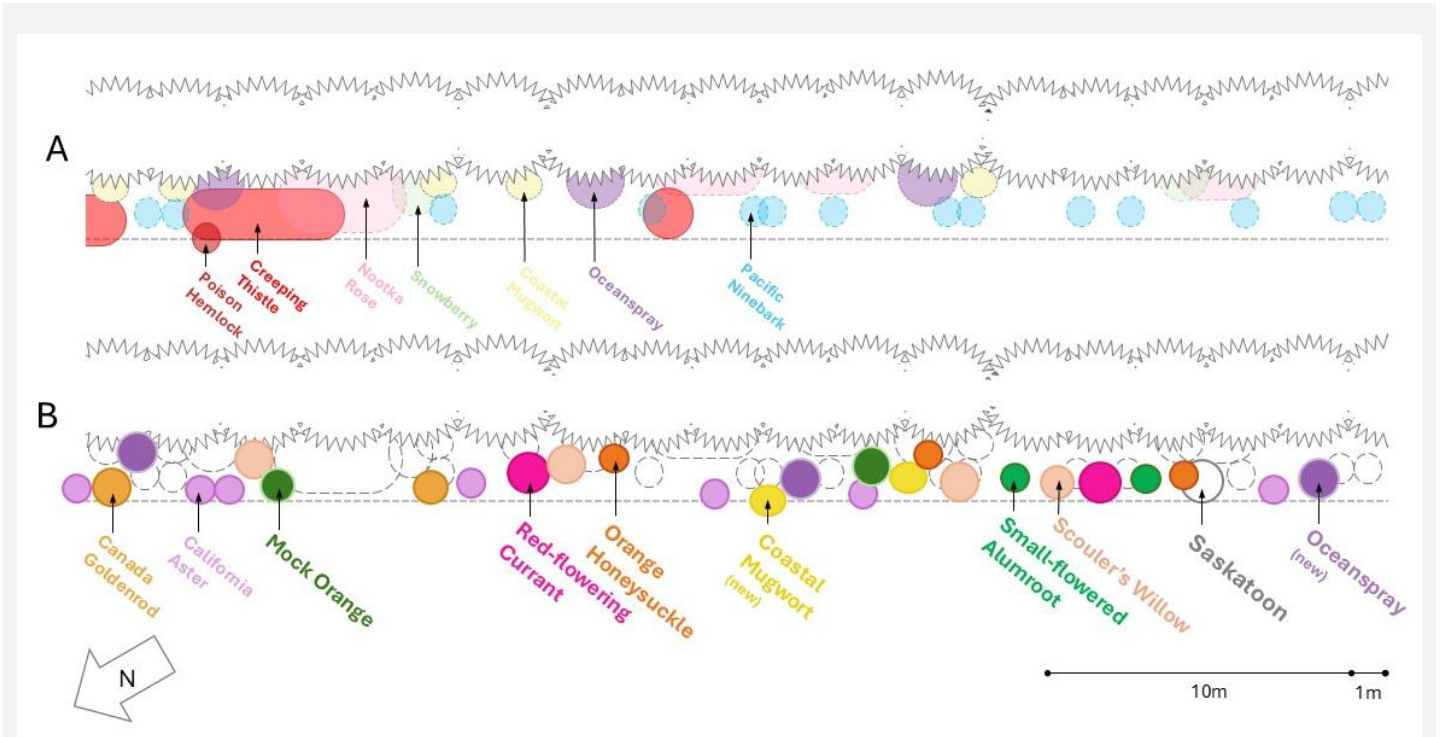 A
Poison
Hemlock
Creeping
Thistle
Nootka
Rose
Snowberry
Coastal
Mugwort
Oceanspray
Pacific
Ninebark
B
Canada
Goldenrod
California
Aster
Mock Orange
Red-flowering
Currant
Orange
Honeysuckle
Coastal
Mugwort
(new)
Small-flowered
Alumroot
Scouler's Willow
Saskatoon
Oceanspray
(new)
N
10m
1m